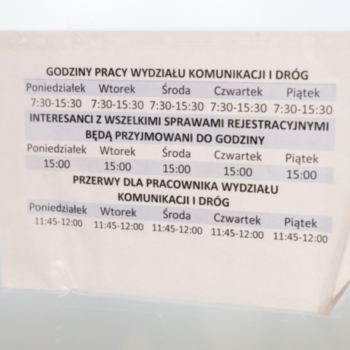 GODZINY PRACY WYDZIAŁU KOMUNIKACJI I DRÓG
Poniedziałek Wtorek Środa Czwartek Piątek
7:30-15:30 7:30-15:30 7:30-15:30 7:30-15:30 7:30-15:30
INTERESANCI Z WSZELKIMI SPRAWAMI REJESTRACYJNYMI
BĘDĄ PRZYJMOWANI DO GODZINY
Poniedziałek Wtorek Środa Czwartek Piątek
15:00 15:00 15:00 15:00 15:00
PRZERWY DLA PRACOWNIKA WYDZIAŁU
KOMUNIKACJI I DRÓG
Poniedziałek Wtorek Środa Czwartek Piątek
11:45-12:00 11:45-12:00 11:45-12:00 11:45-12:00 11:45-12:00